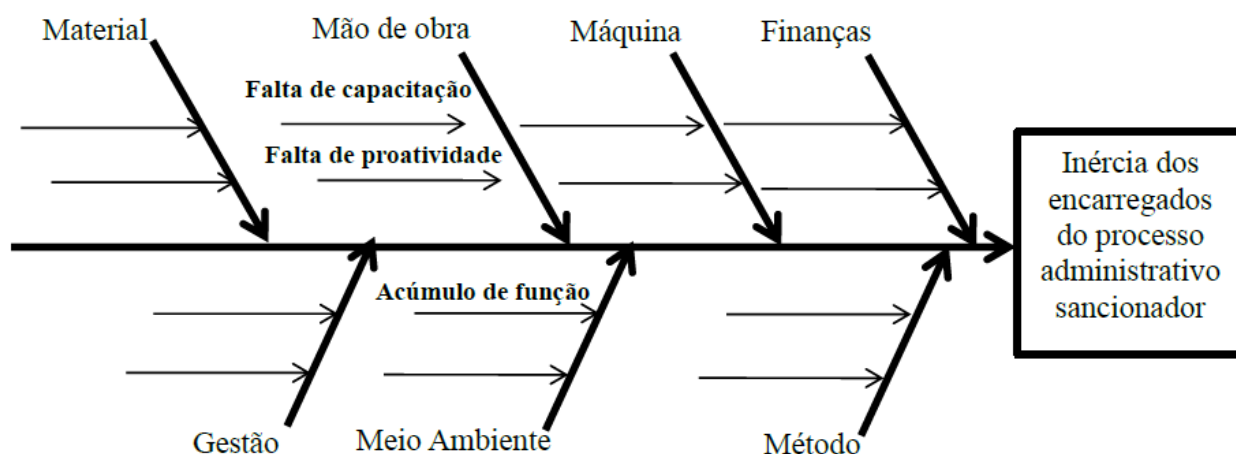 Material
Mão de obra
Máquina
Finanças
Falta de capacitação
Falta de proatividade
Inércia dos
encarregados
do processo
administrativo
sancionador
Acúmulo de função
Gestão
Meio Ambiente
Método